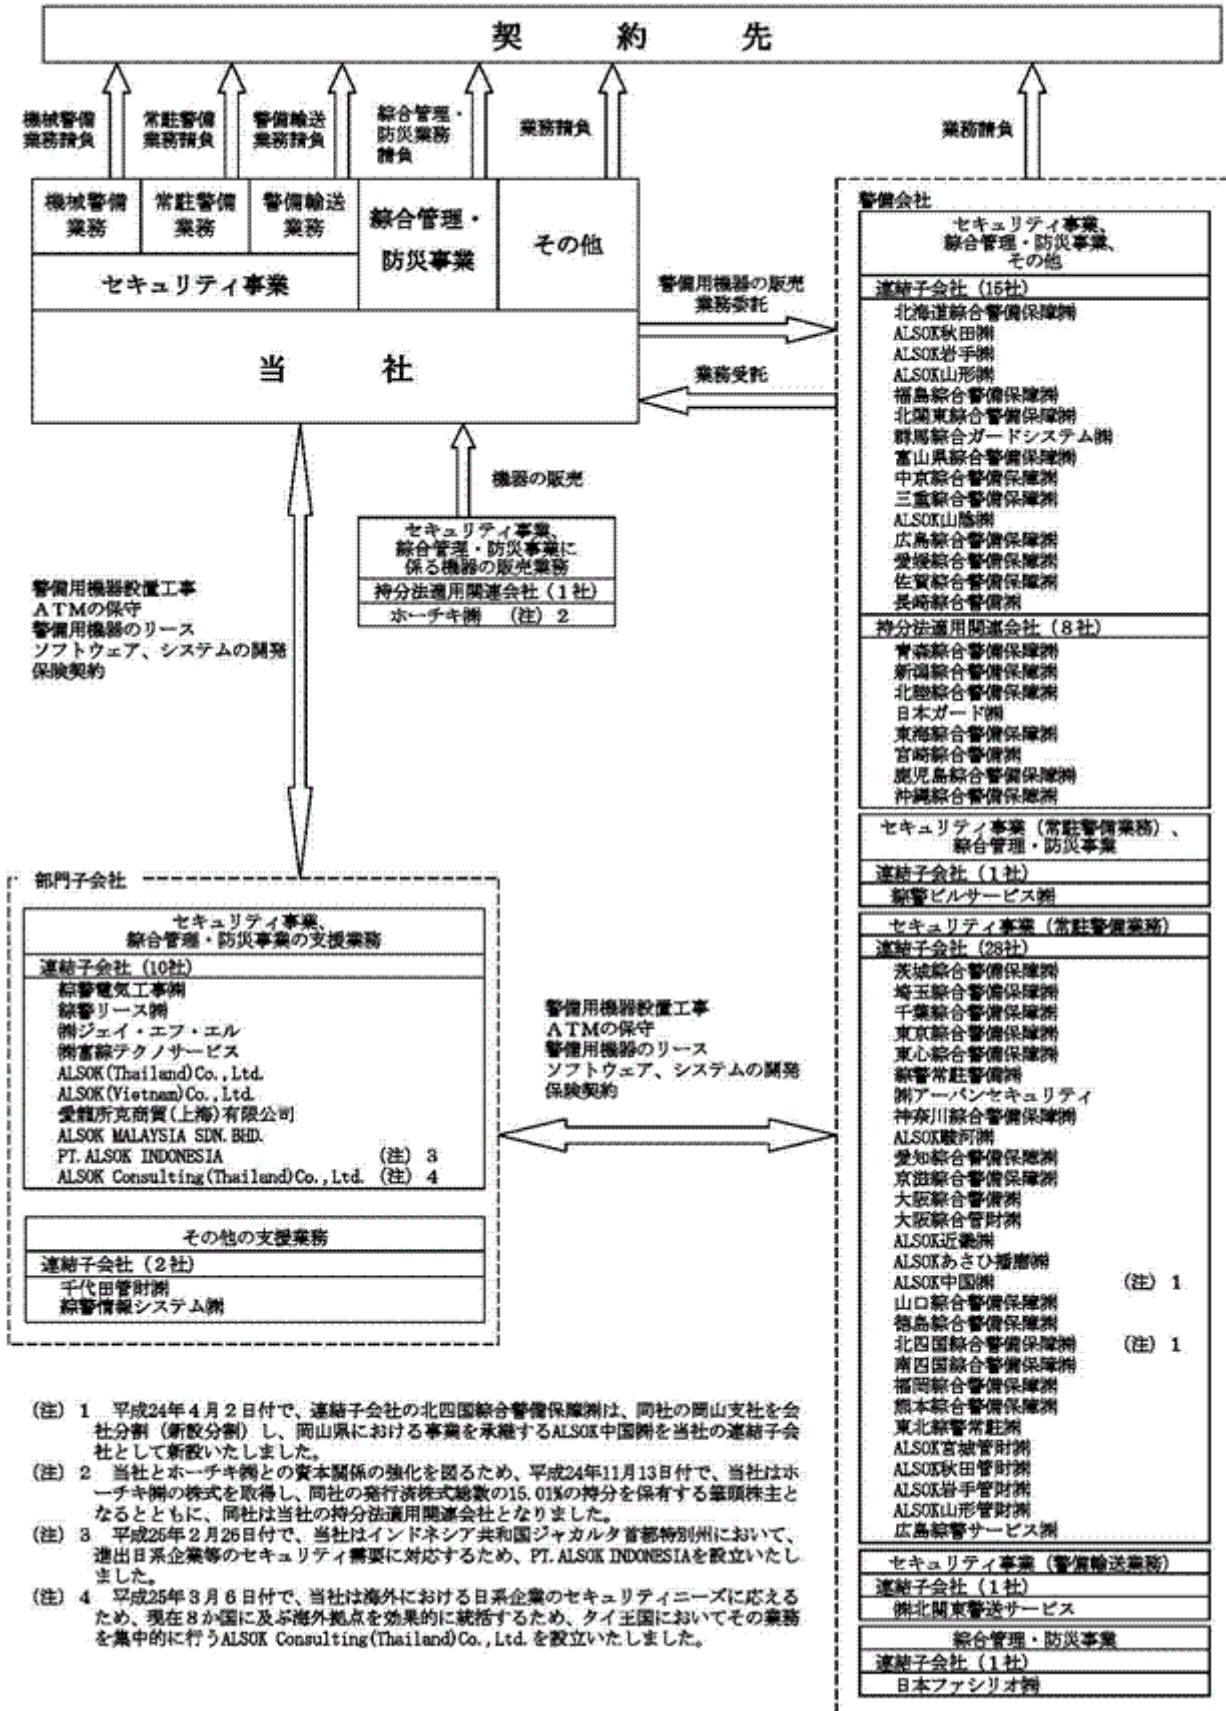 契約先
機械警備
業務請負
常駐警備
業務請負
警備輸送
業務請負
綜合管理・
防災業務
請負
業務請負
業務請負
機械警備
業務
常駐警備
業務
警備輸送
業務
綜合管理・
防災事業
その他
セキュリティ事業
当社
警備用機器の販売
業務委託
業務受託
機器の販売
セキュリティ事業、
綜合管理・防災事業に
係る機器の販売業務
持分法適用関連会社(1社)
ホーチキ㈱ (注)2
警備用機器設置工事
ATMの保守
警備用機器のリース
ソフトウェア、システムの開発
保険契約
部門子会社
セキュリティ事業、
綜合管理・防災事業の支援業務
連結子会社(10社)
綜警電気工事㈱
綜警リース㈱
㈱ジェイ・エフ・エル
㈱富綜テクノサービス
ALSOK(Thailand)Co.,Ltd.
ALSOK(Vietnam)Co.,Ltd.
愛龍所克商貿(上海)有限公司
ALSOK MALAYSIA SDN.BHD.
PT.ALSOK INDONESIA (注)3
ALSOK Consulting(Thailand)Co.,Ltd. (注)4
その他の支援業務
連結子会社(2社)
千代田管財㈱
綜警情報システム㈱
警備用機器設置工事
ATMの保守
警備用機器のリース
ソフトウェア、システムの開発
保険契約
警備会社
セキュリティ事業、
綜合管理・防災事業、
その他
連結子会社(15社)
北海道綜合警備保障㈱
ALSOK秋田㈱
ALSOK岩手㈱
ALSOK山形㈱
福島綜合警備保障㈱
北関東綜合警備保障㈱
群馬綜合ガードシステム㈱
富山県綜合警備保障㈱
中京綜合警備保障㈱
三重綜合警備保障㈱
ALSOK山陰㈱
広島綜合警備保障㈱
愛媛綜合警備保障㈱
佐賀綜合警備保障㈱
長崎綜合警備㈱
持分法適用関連会社(8社)
青森綜合警備保障㈱
新潟綜合警備保障㈱
北陸綜合警備保障㈱
日本ガード㈱
東海綜合警備保障㈱
宮崎綜合警備㈱
鹿児島綜合警備保障㈱
沖縄綜合警備保障㈱
セキュリティ事業(常駐警備業務)、
綜合管理・防災事業
連結子会社(1社)
綜警ビルサービス㈱
セキュリティ事業(常駐警備業務)
連結子会社(28社)
茨城綜合警備保障㈱
埼玉綜合警備保障㈱
千葉綜合警備保障㈱
東京綜合警備保障㈱
東心綜合警備保障㈱
綜警常駐警備㈱
㈱アーバンセキュリティ
神奈川綜合警備保障㈱
ALSOK駿河㈱
愛知綜合警備保障㈱
京滋綜合警備保障㈱
大阪綜合警備㈱
大阪綜合管財㈱
ALSOK近畿㈱
ALSOKあさひ播磨㈱
ALSOK中国㈱ (注)1
山口綜合警備保障㈱
徳島綜合警備保障㈱
北四国綜合警備保障㈱ (注)1
南四国綜合警備保障㈱
福岡綜合警備保障㈱
熊本綜合警備保障㈱
東北綜警常駐㈱
ALSOK宮城管財㈱
ALSOK秋田管財㈱
ALSOK岩手管財㈱
ALSOK山形管財㈱
広島綜警サービス㈱
セキュリティ事業(警備輸送業務)
連結子会社(1社)
㈱北関東警送サービス
綜合管理・防災事業
連結子会社(1社)
日本ファシリオ㈱
(注)1 平成24年4月2日付で、連結子会社の北四国綜合警備保障㈱は、同社の岡山支社を会
社分割(新設分割)し、岡山県における事業を承継するALSOK中国㈱を当社の連結子会
社として新設いたしました。
(注)2 当社とホーチキ㈱との資本関係の強化を図るため、平成24年11月13日付で、当社はホ
ーチキ㈱の株式を取得し、同社の発行済株式総数の15.01%の持分を保有する筆頭株主と
なるとともに、同社は当社の持分法適用関連会社となりました。
(注)3 平成25年2月26日付で、当社はインドネシア共和国ジャカルタ首都特別州において、
進出日系企業等のセキュリティ需要に対応するため、PT.ALSOK INDONESIAを設立いたし
ました。
(注)4 平成25年3月6日付で、当社は海外における日系企業のセキュリティニーズに応える
ため、現在8か国に及ぶ海外拠点を効果的に統括するため、タイ王国においてその業務
を集中的に行うALSOK Consulting(Thailand)Co.,Ltd.を設立いたしました。